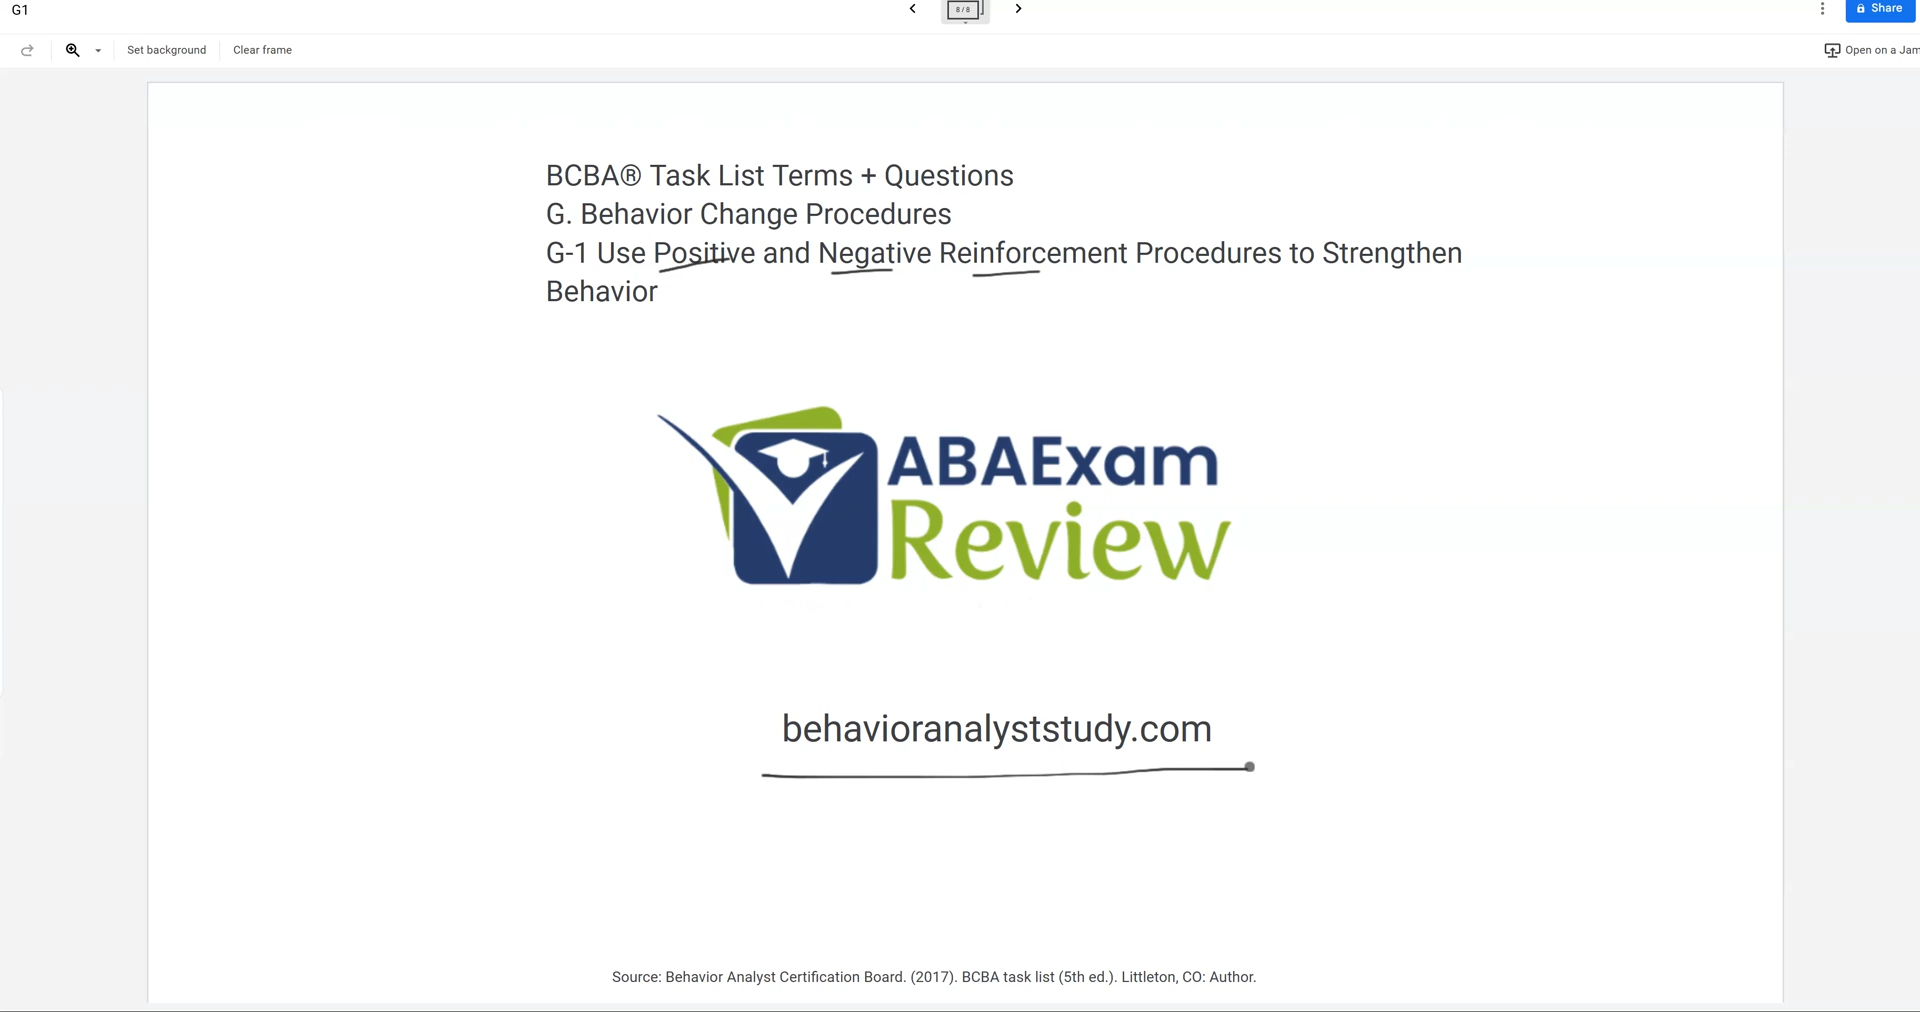 G1
8 / 8
Share
Set background
Clear frame
Open on a Jam
BCBA® Task List Terms + Questions
G. Behavior Change Procedures
G-1 Use Positive and Negative Reinforcement Procedures to Strengthen
Behavior
ABAExam
Review
behavioranalyststudy.com
Source: Behavior Analyst Certification Board. (2017). BCBA task list (5th ed.). Littleton, CO: Author.